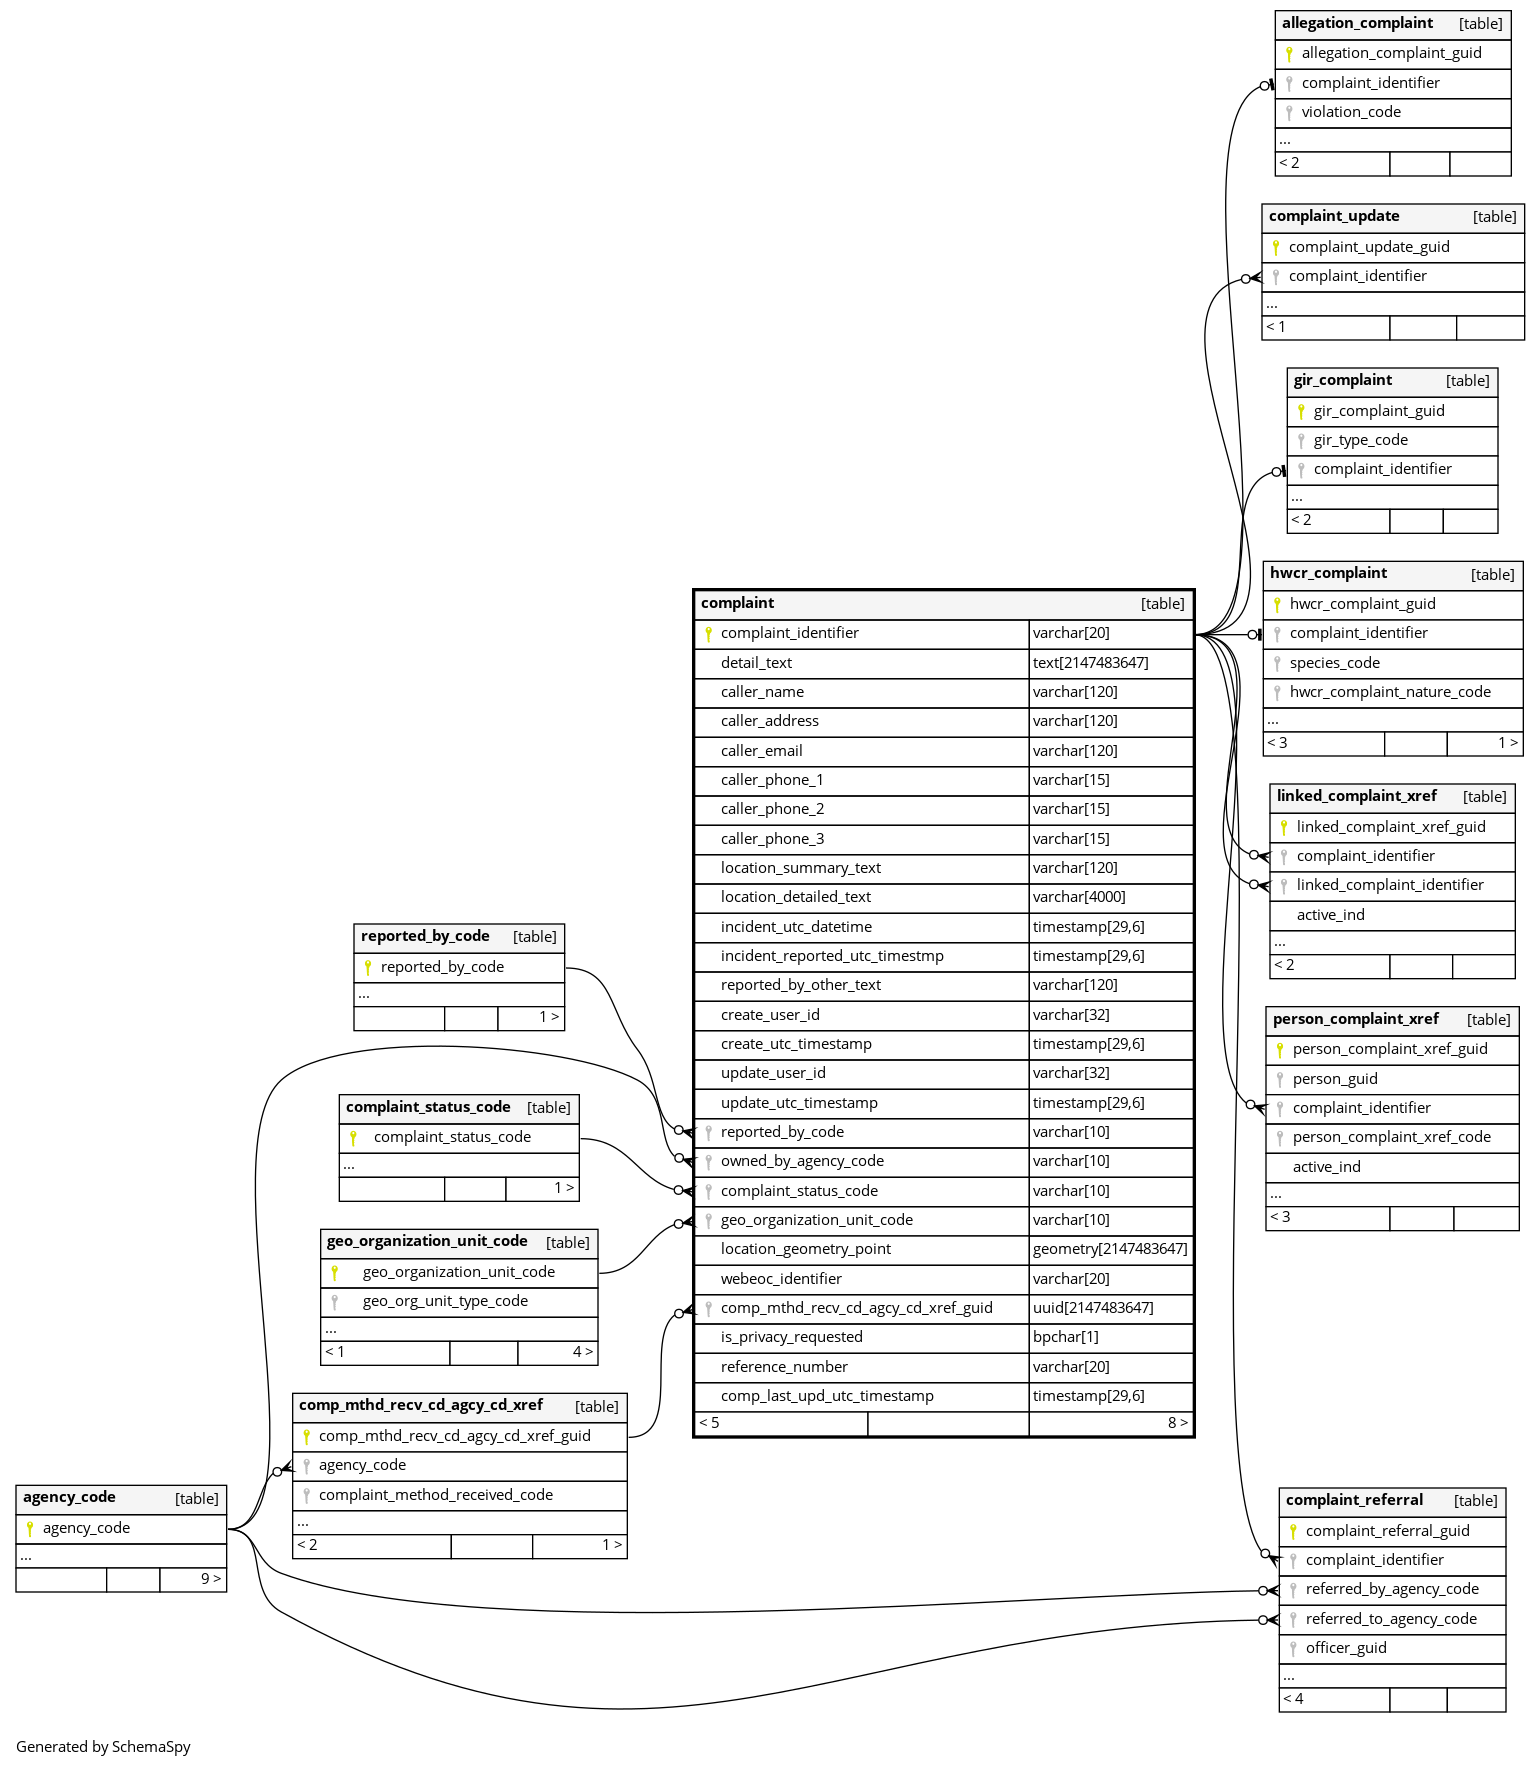 allegation_complaint [table]
allegation_complaint_guid
complaint_identifier
violation_code
...
< 2
complaint_update [table]
complaint_update_guid
complaint_identifier
...
< 1
gir_complaint [table]
gir_complaint_guid
gir_type_code
complaint_identifier
...
< 2
hwcr_complaint [table]
hwcr_complaint_guid
complaint_identifier
species_code
hwcr_complaint_nature_code
...
< 3 1 >
linked_complaint_xref [table]
linked_complaint_xref_guid
complaint_identifier
linked_complaint_identifier
active_ind
...
< 2
person_complaint_xref [table]
person_complaint_xref_guid
person_guid
complaint_identifier
person_complaint_xref_code
active_ind
...
< 3
complaint_referral [table]
complaint_referral_guid
complaint_identifier
referred_by_agency_code
referred_to_agency_code
officer_guid
...
< 4
complaint [table]
complaint_identifier varchar[20]
detail_text text[2147483647]
caller_name varchar[120]
caller_address varchar[120]
caller_email varchar[120]
caller_phone_1 varchar[15]
caller_phone_2 varchar[15]
caller_phone_3 varchar[15]
location_summary_text varchar[120]
location_detailed_text varchar[4000]
incident_utc_datetime timestamp[29,6]
incident_reported_utc_timestmp timestamp[29,6]
reported_by_other_text varchar[120]
create_user_id varchar[32]
create_utc_timestamp timestamp[29,6]
update_user_id varchar[32]
update_utc_timestamp timestamp[29,6]
reported_by_code varchar[10]
owned_by_agency_code varchar[10]
complaint_status_code varchar[10]
geo_organization_unit_code varchar[10]
location_geometry_point geometry[2147483647]
webeoc_identifier varchar[20]
comp_mthd_recv_cd_agcy_cd_xref_guid uuid[2147483647]
is_privacy_requested bpchar[1]
reference_number varchar[20]
comp_last_upd_utc_timestamp timestamp[29,6]
< 5 8 >
reported_by_code [table]
reported_by_code
...
1 >
complaint_status_code [table]
complaint_status_code
...
1 >
geo_organization_unit_code [table]
geo_organization_unit_code
geo_org_unit_type_code
...
< 1 4 >
comp_mthd_recv_cd_agcy_cd_xref [table]
comp_mthd_recv_cd_agcy_cd_xref_guid
agency_code
complaint_method_received_code
...
< 2 1 >
agency_code [table]
agency_code
...
9 >
Generated by SchemaSpy